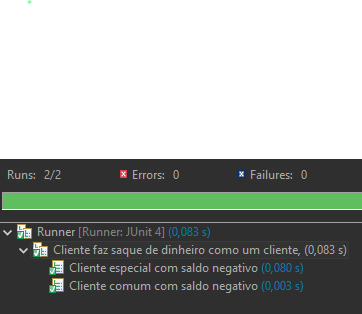 Runs: 2/2 Errors: 0 Failures: 0
Runner [Runner: JUnit 4] (0,083 s)
Cliente faz saque de dinheiro como um cliente, (0,083 s)
Cliente especial com saldo negativo (0,080 s)
Cliente comum com saldo negativo (0,003 s)